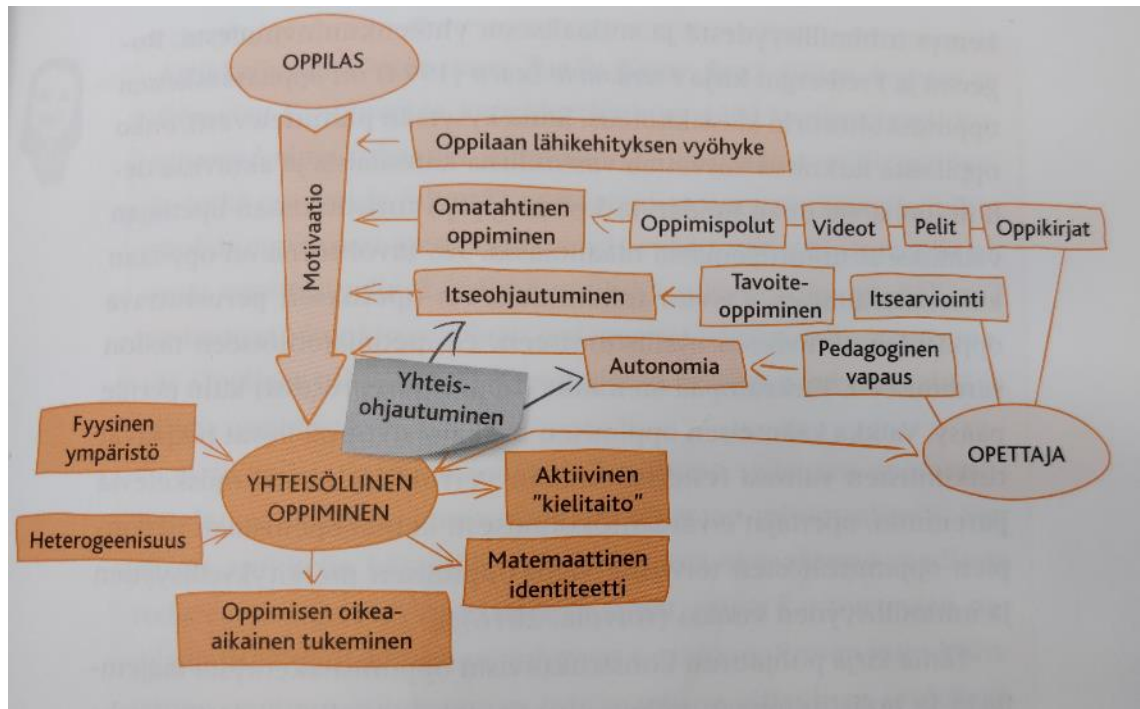 OPPILAS
Motivaatio
Oppilaan lähikehityksen vyöhyke
Omatahtinen
oppiminen
Oppimispolut
Videot
Pelit
Oppikirjat
Itseohjautuminen
Tavoite-
oppiminen
Itsearviointi
Autonomia
Pedagoginen
vapaus
Yhteis-
ohjautuminen
OPETTAJA
Fyysinen
ympäristö
YHTEISÖLLINEN
OPPIMINEN
Aktiivinen
"kielitaito"
Heterogeenisuus
Matemaattinen
identiteetti
Oppimisen oikea-
aikainen tukeminen